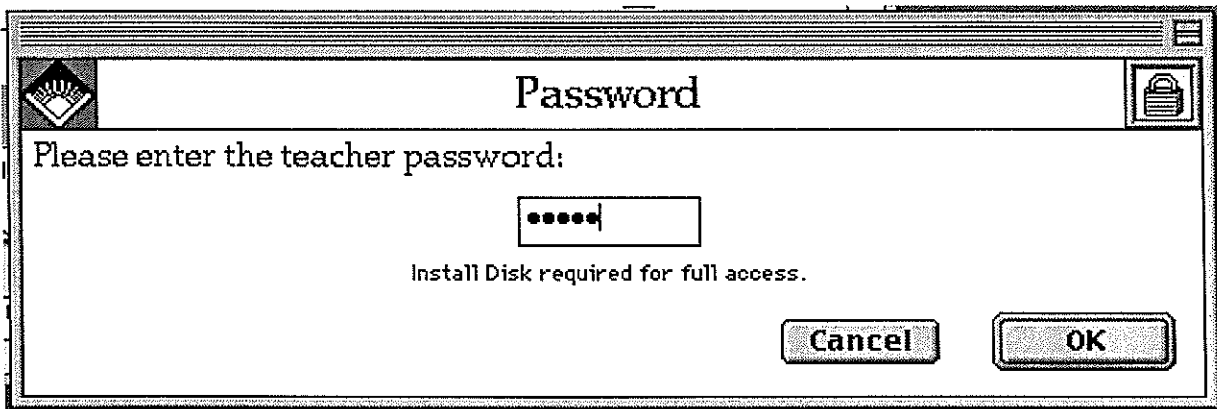 Password
Please enter the teacher password:
•••••
Install Disk required for full access.
Cancel OK